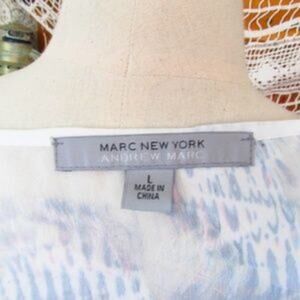 MARC NEW YORK
ANDREW MARC
L
MADE IN
CHINA